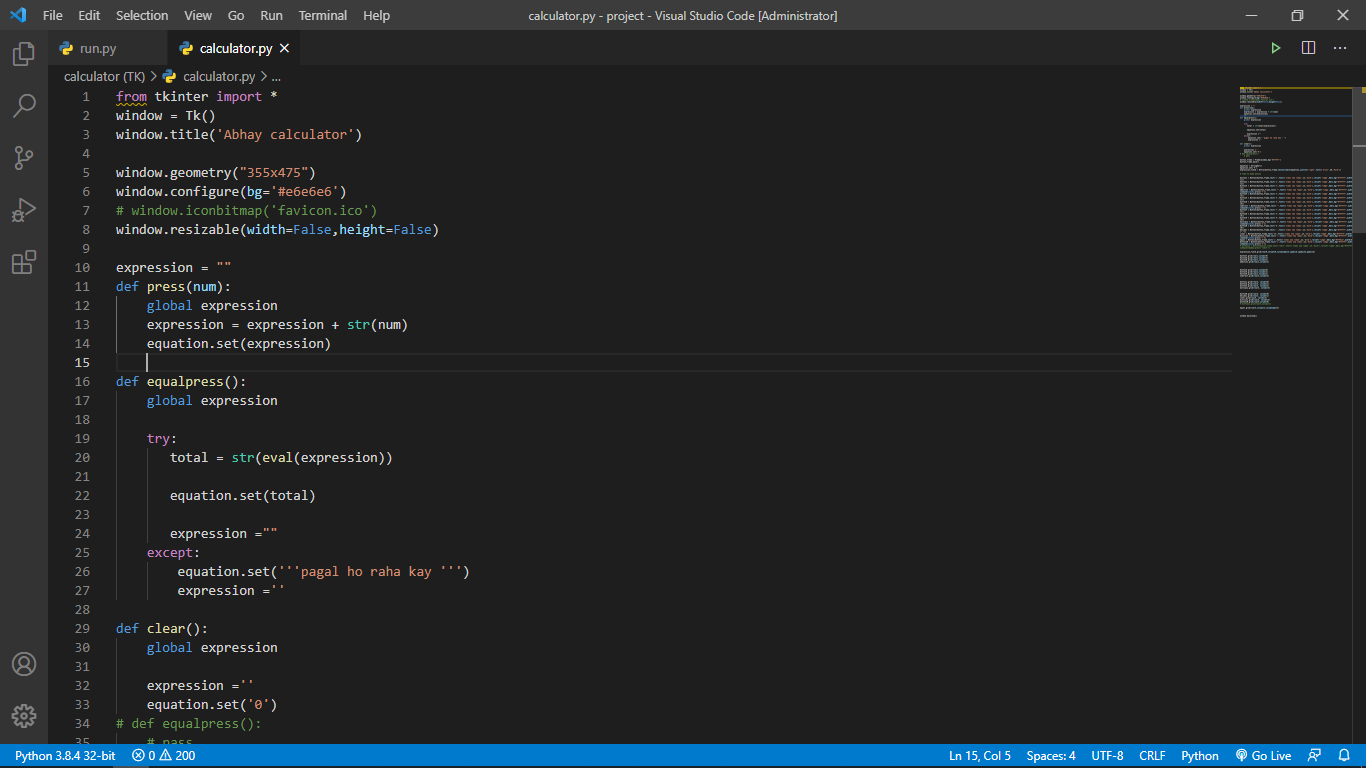 File Edit Selection View Go Run Terminal Help calculator.py - project - Visual Studio Code [Administrator]
run.py calculator.py
calculator (TK) > calculator.py > ...
1 from tkinter import *
2 window = Tk()
3 window.title('Abhay calculator')
4
5 window.geometry("355x475")
6 window.configure(bg='#e6e6e6')
7 # window.iconbitmap('favicon.ico')
8 window.resizable(width=False,height=False)
9
10 expression = ""
11 def press(num):
12     global expression
13     expression = expression + str(num)
14     equation.set(expression)
15
16 def equalpress():
17     global expression
18
19     try:
20        total = str(eval(expression))
21
22        equation.set(total)
23
24        expression =""
25     except:
26         equation.set('''pagal ho raha kay ''')
27         expression =''
28
29 def clear():
30     global expression
31
32     expression =''
33     equation.set('0')
34 # def equalpress():
35     # pass
Python 3.8.4 32-bit 0 200 Ln 15, Col 5 Spaces: 4 UTF-8 CRLF Python Go Live